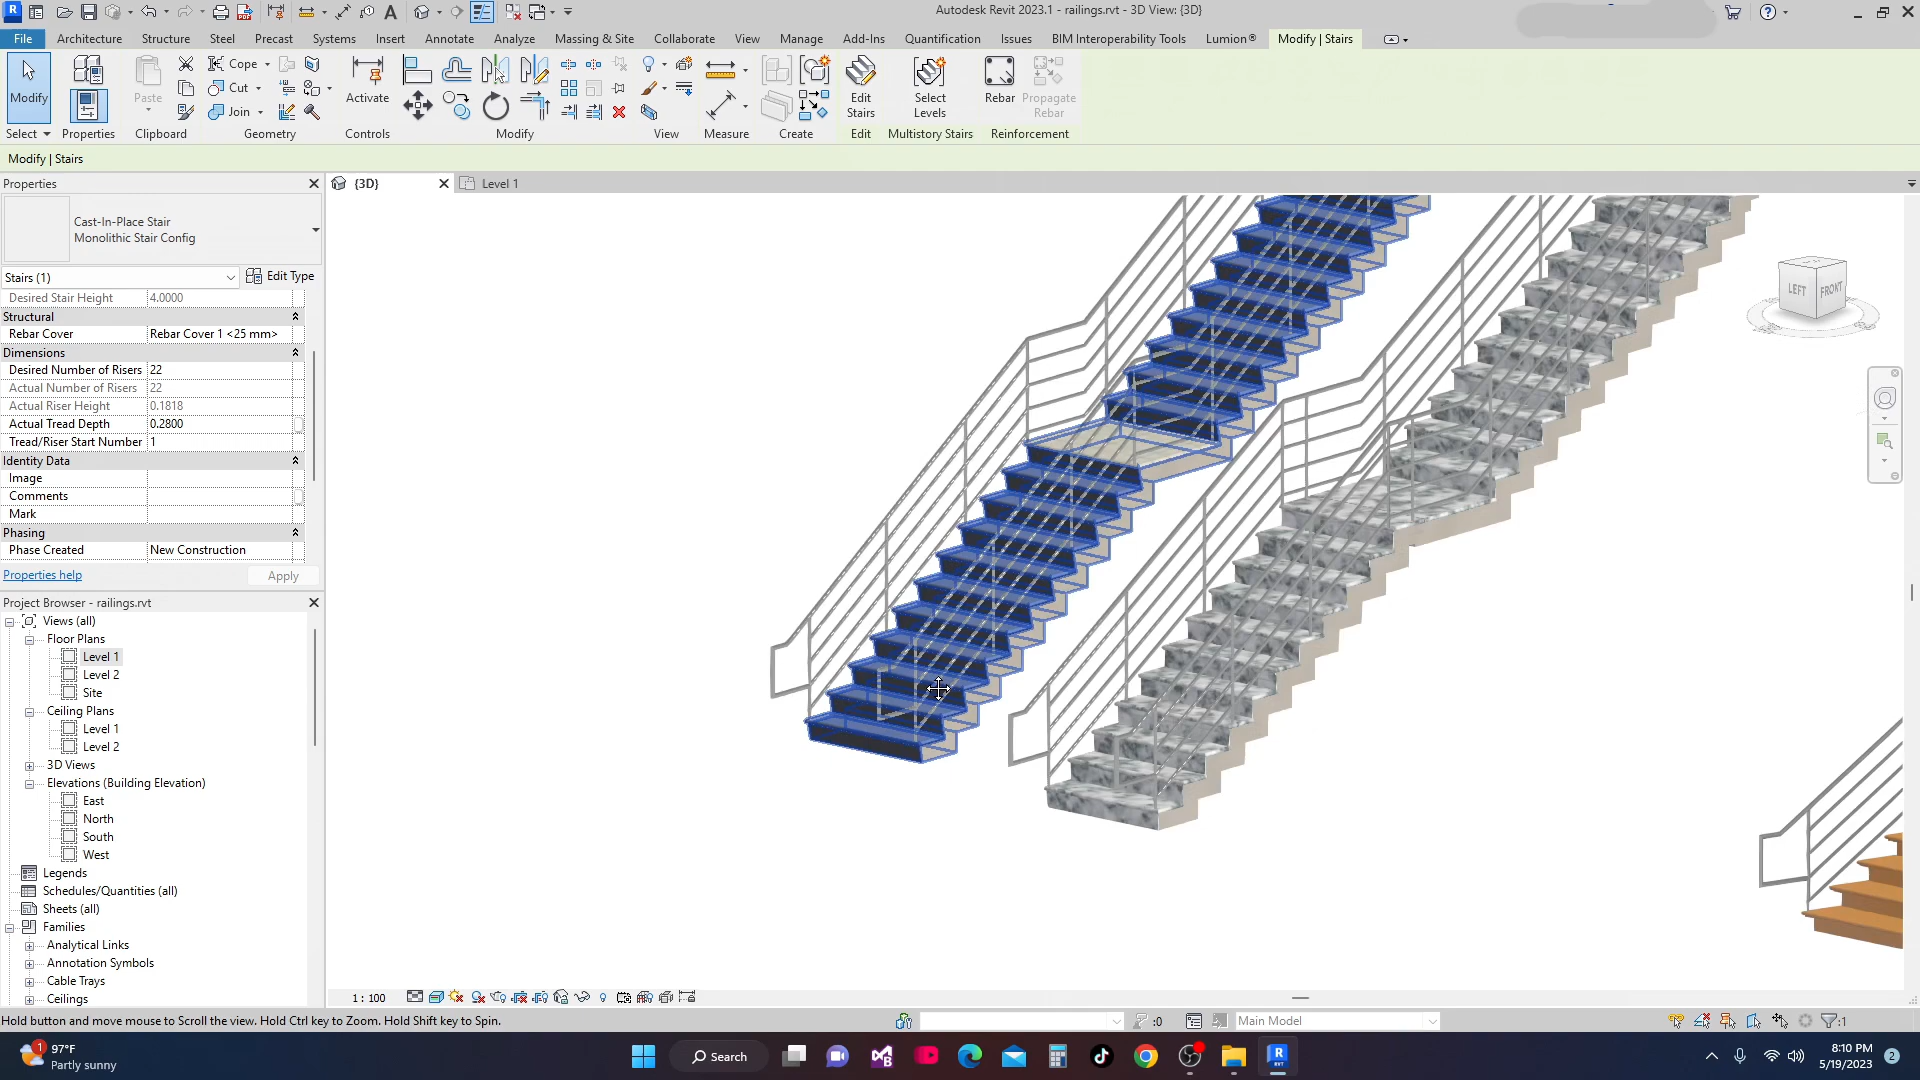 Autodesk Revit 2023.1 - railings.rvt - 3D View: {3D}
File Architecture Structure Steel Precast Systems Insert Annotate Analyze Massing & Site Collaborate View Manage Add-Ins Quantification Issues BIM Interoperability Tools Lumion® Modify | Stairs
Modify
Select
Properties
Paste
Clipboard
Cope
Cut
Join
Geometry
Activate
Controls
Modify
View
Measure
Create
Edit
Stairs
Edit
Select
Levels
Multistory Stairs
Rebar
Propagate
Rebar
Reinforcement
Modify | Stairs
Properties
{3D}
Level 1
Cast-In-Place Stair
Monolithic Stair Config
Stairs (1)
Edit Type
Desired Stair Height 4.0000
Structural
Rebar Cover Rebar Cover 1 <25 mm>
Dimensions
Desired Number of Risers 22
Actual Number of Risers 22
Actual Riser Height 0.1818
Actual Tread Depth 0.2800
Tread/Riser Start Number 1
Identity Data
Image
Comments
Mark
Phasing
Phase Created New Construction
Properties help
Apply
Project Browser - railings.rvt
Views (all)
Floor Plans
Level 1
Level 2
Site
Ceiling Plans
Level 1
Level 2
3D Views
Elevations (Building Elevation)
East
North
South
West
Legends
Schedules/Quantities (all)
Sheets (all)
Families
Analytical Links
Annotation Symbols
Cable Trays
Ceilings
LEFT FRONT
1 : 100
Hold button and move mouse to Scroll the view. Hold Ctrl key to Zoom. Hold Shift key to Spin.
:0
Main Model
:1
1
97°F
Partly sunny
Search
8:10 PM
5/19/2023
2